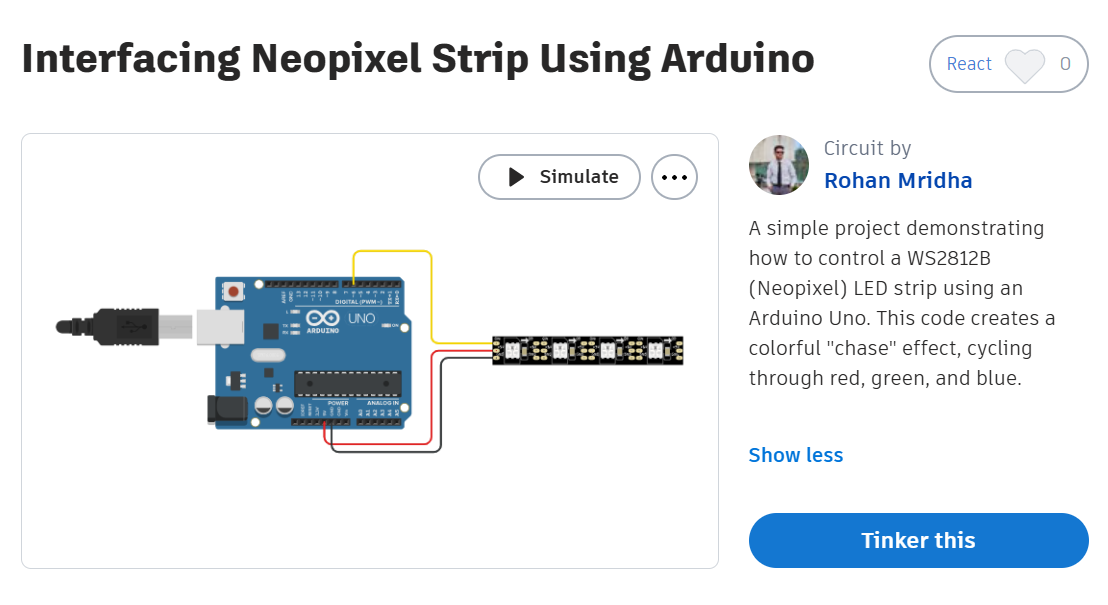 Interfacing Neopixel Strip Using Arduino
React 0
Simulate
Circuit by
Rohan Mridha
A simple project demonstrating
how to control a WS2812B
(Neopixel) LED strip using an
Arduino Uno. This code creates a
colorful "chase" effect, cycling
through red, green, and blue.
Show less
Tinker this
DIGITAL (PWM~)
UNO
ARDUINO
POWER
ANALOG IN